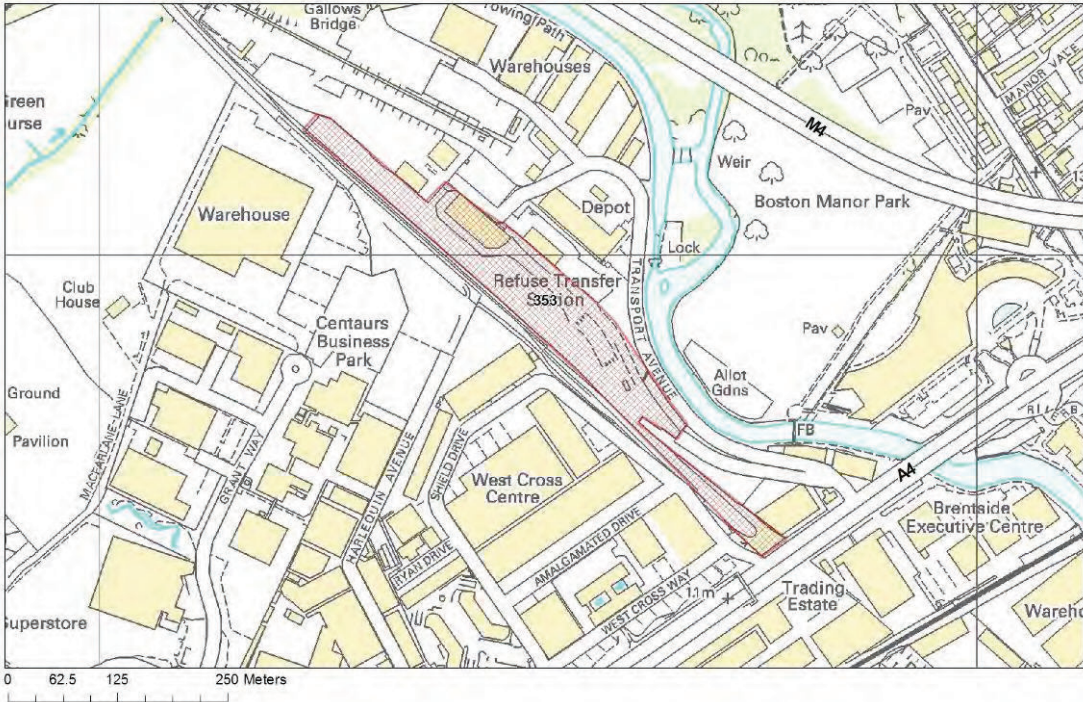 Gallows
Bridge
Towing/Path
Warehouses
M4
MANOR VALE
Pav
Weir
Boston Manor Park
Warehouse
Depot
Lock
TRANSPORT AVENUE
Refuse Transfer
Station
353
Club
House
Centaurs
Business
Park
Pav
Allot
Gdns
Ground
Pavilion
MACFARLANE LANE
GRANT WAY
HARLEQUIN AVENUE
SHIELD DRIVE
FB
A4
West Cross
Centre
Brentside
Executive Centre
RYAN DRIVE
AMALGAMATED DRIVE
WEST CROSS WAY
11m
Trading
Estate
Superstore
0 62.5 125 250 Meters